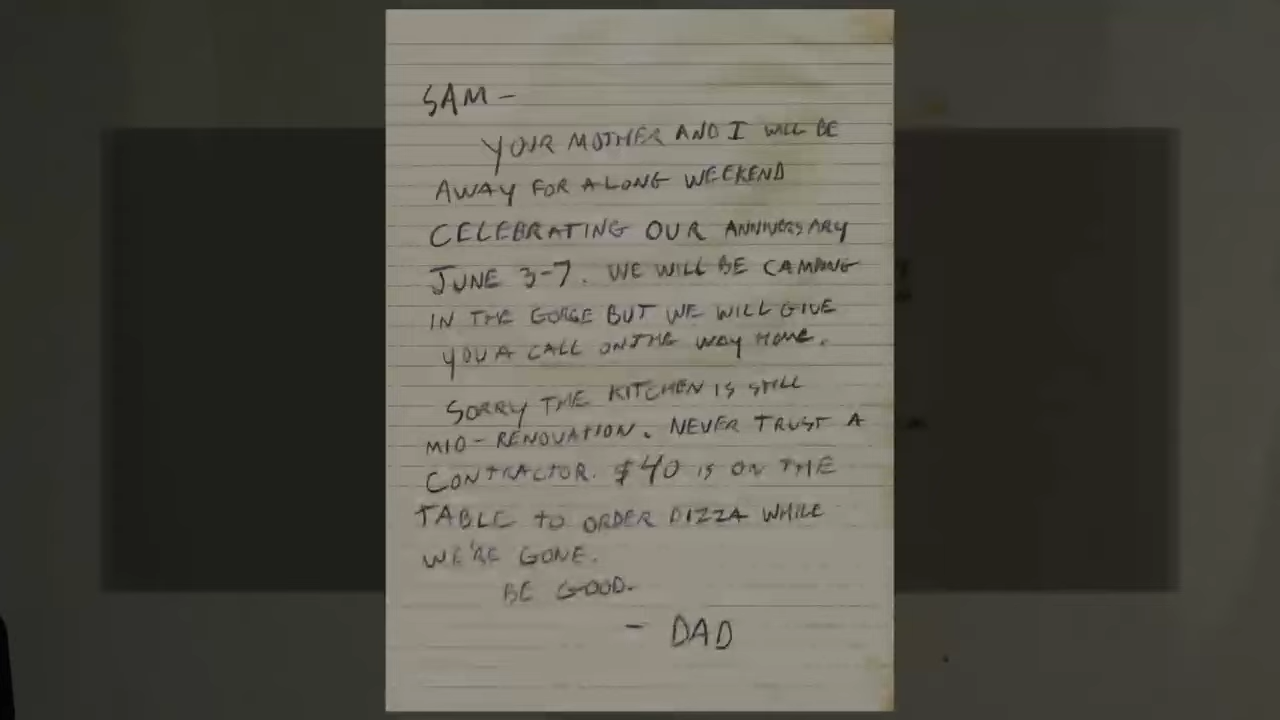 SAM –
YOUR MOTHER AND I WILL BE
AWAY FOR A LONG WEEKEND
CELEBRATING OUR ANNIVERSARY
JUNE 3-7. WE WILL BE CAMPING
IN THE GORGE BUT WE WILL GIVE
YOU A CALL ON THE WAY HOME.
SORRY THE KITCHEN IS STILL
MID-RENOVATION. NEVER TRUST A
CONTRACTOR. $40 IS ON THE
TABLE TO ORDER PIZZA WHILE
WE'RE GONE.
BE GOOD.
– DAD